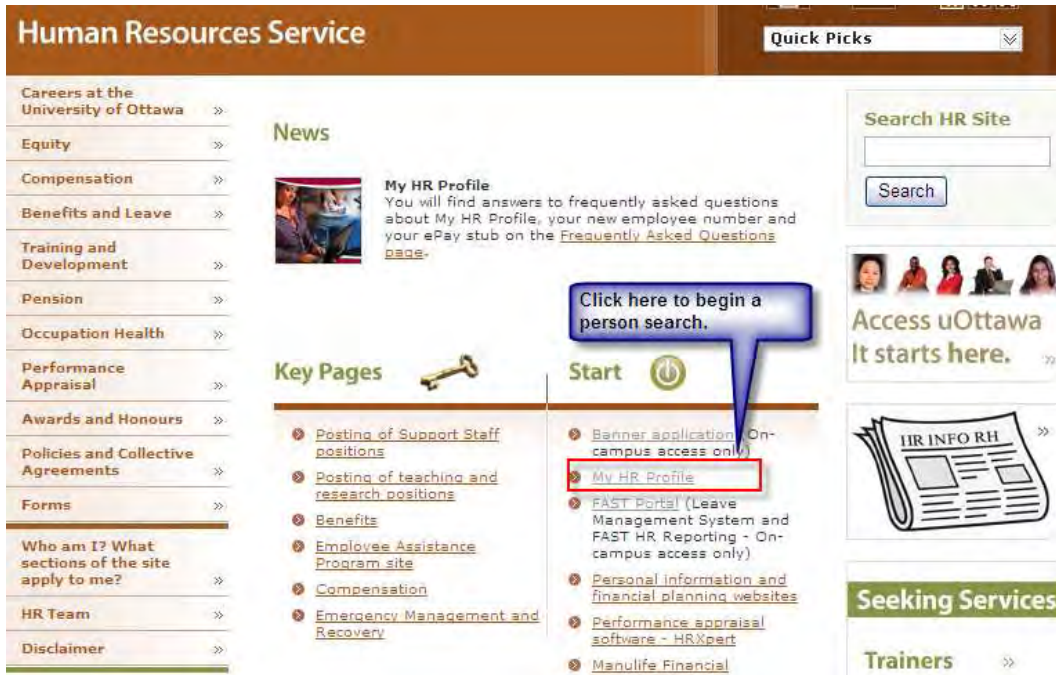 Human Resources Service
Quick Picks
Careers at the
University of Ottawa »
Equity »
Compensation »
Benefits and Leave »
Training and
Development »
Pension »
Occupation Health »
Performance
Appraisal »
Awards and Honours »
Policies and Collective
Agreements »
Forms »
Who am I? What
sections of the site
apply to me? »
HR Team »
Disclaimer »
News
My HR Profile
You will find answers to frequently asked questions
about My HR Profile, your new employee number and
your ePay stub on the Frequently Asked Questions
page.
Click here to begin a
person search.
Key Pages
Posting of Support Staff
positions
Posting of teaching and
research positions
Benefits
Employee Assistance
Program site
Compensation
Emergency Management and
Recovery
Start
Banner application (On-
campus access only)
My HR Profile
FAST Portal (Leave
Management System and
FAST HR Reporting - On-
campus access only)
Personal information and
financial planning websites
Performance appraisal
software - HRXpert
Manulife Financial
Search HR Site
Search
Access uOttawa
It starts here. »
HR INFO RH »
Seeking Services
Trainers »